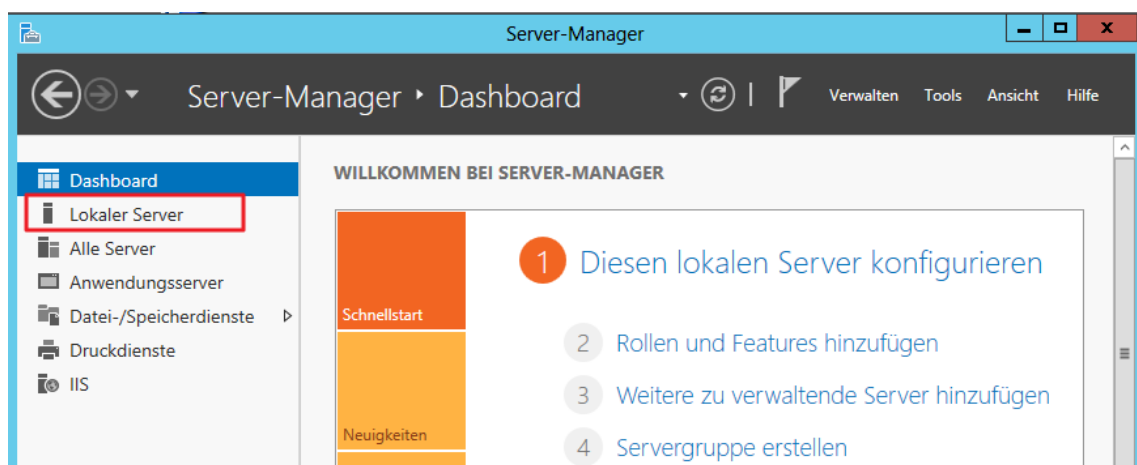 Server-Manager
Server-Manager ‣ Dashboard
Verwalten Tools Ansicht Hilfe
Dashboard
Lokaler Server
Alle Server
Anwendungsserver
Datei-/Speicherdienste
Druckdienste
IIS
WILLKOMMEN BEI SERVER-MANAGER
Schnellstart
Neuigkeiten
1 Diesen lokalen Server konfigurieren
2 Rollen und Features hinzufügen
3 Weitere zu verwaltende Server hinzufügen
4 Servergruppe erstellen